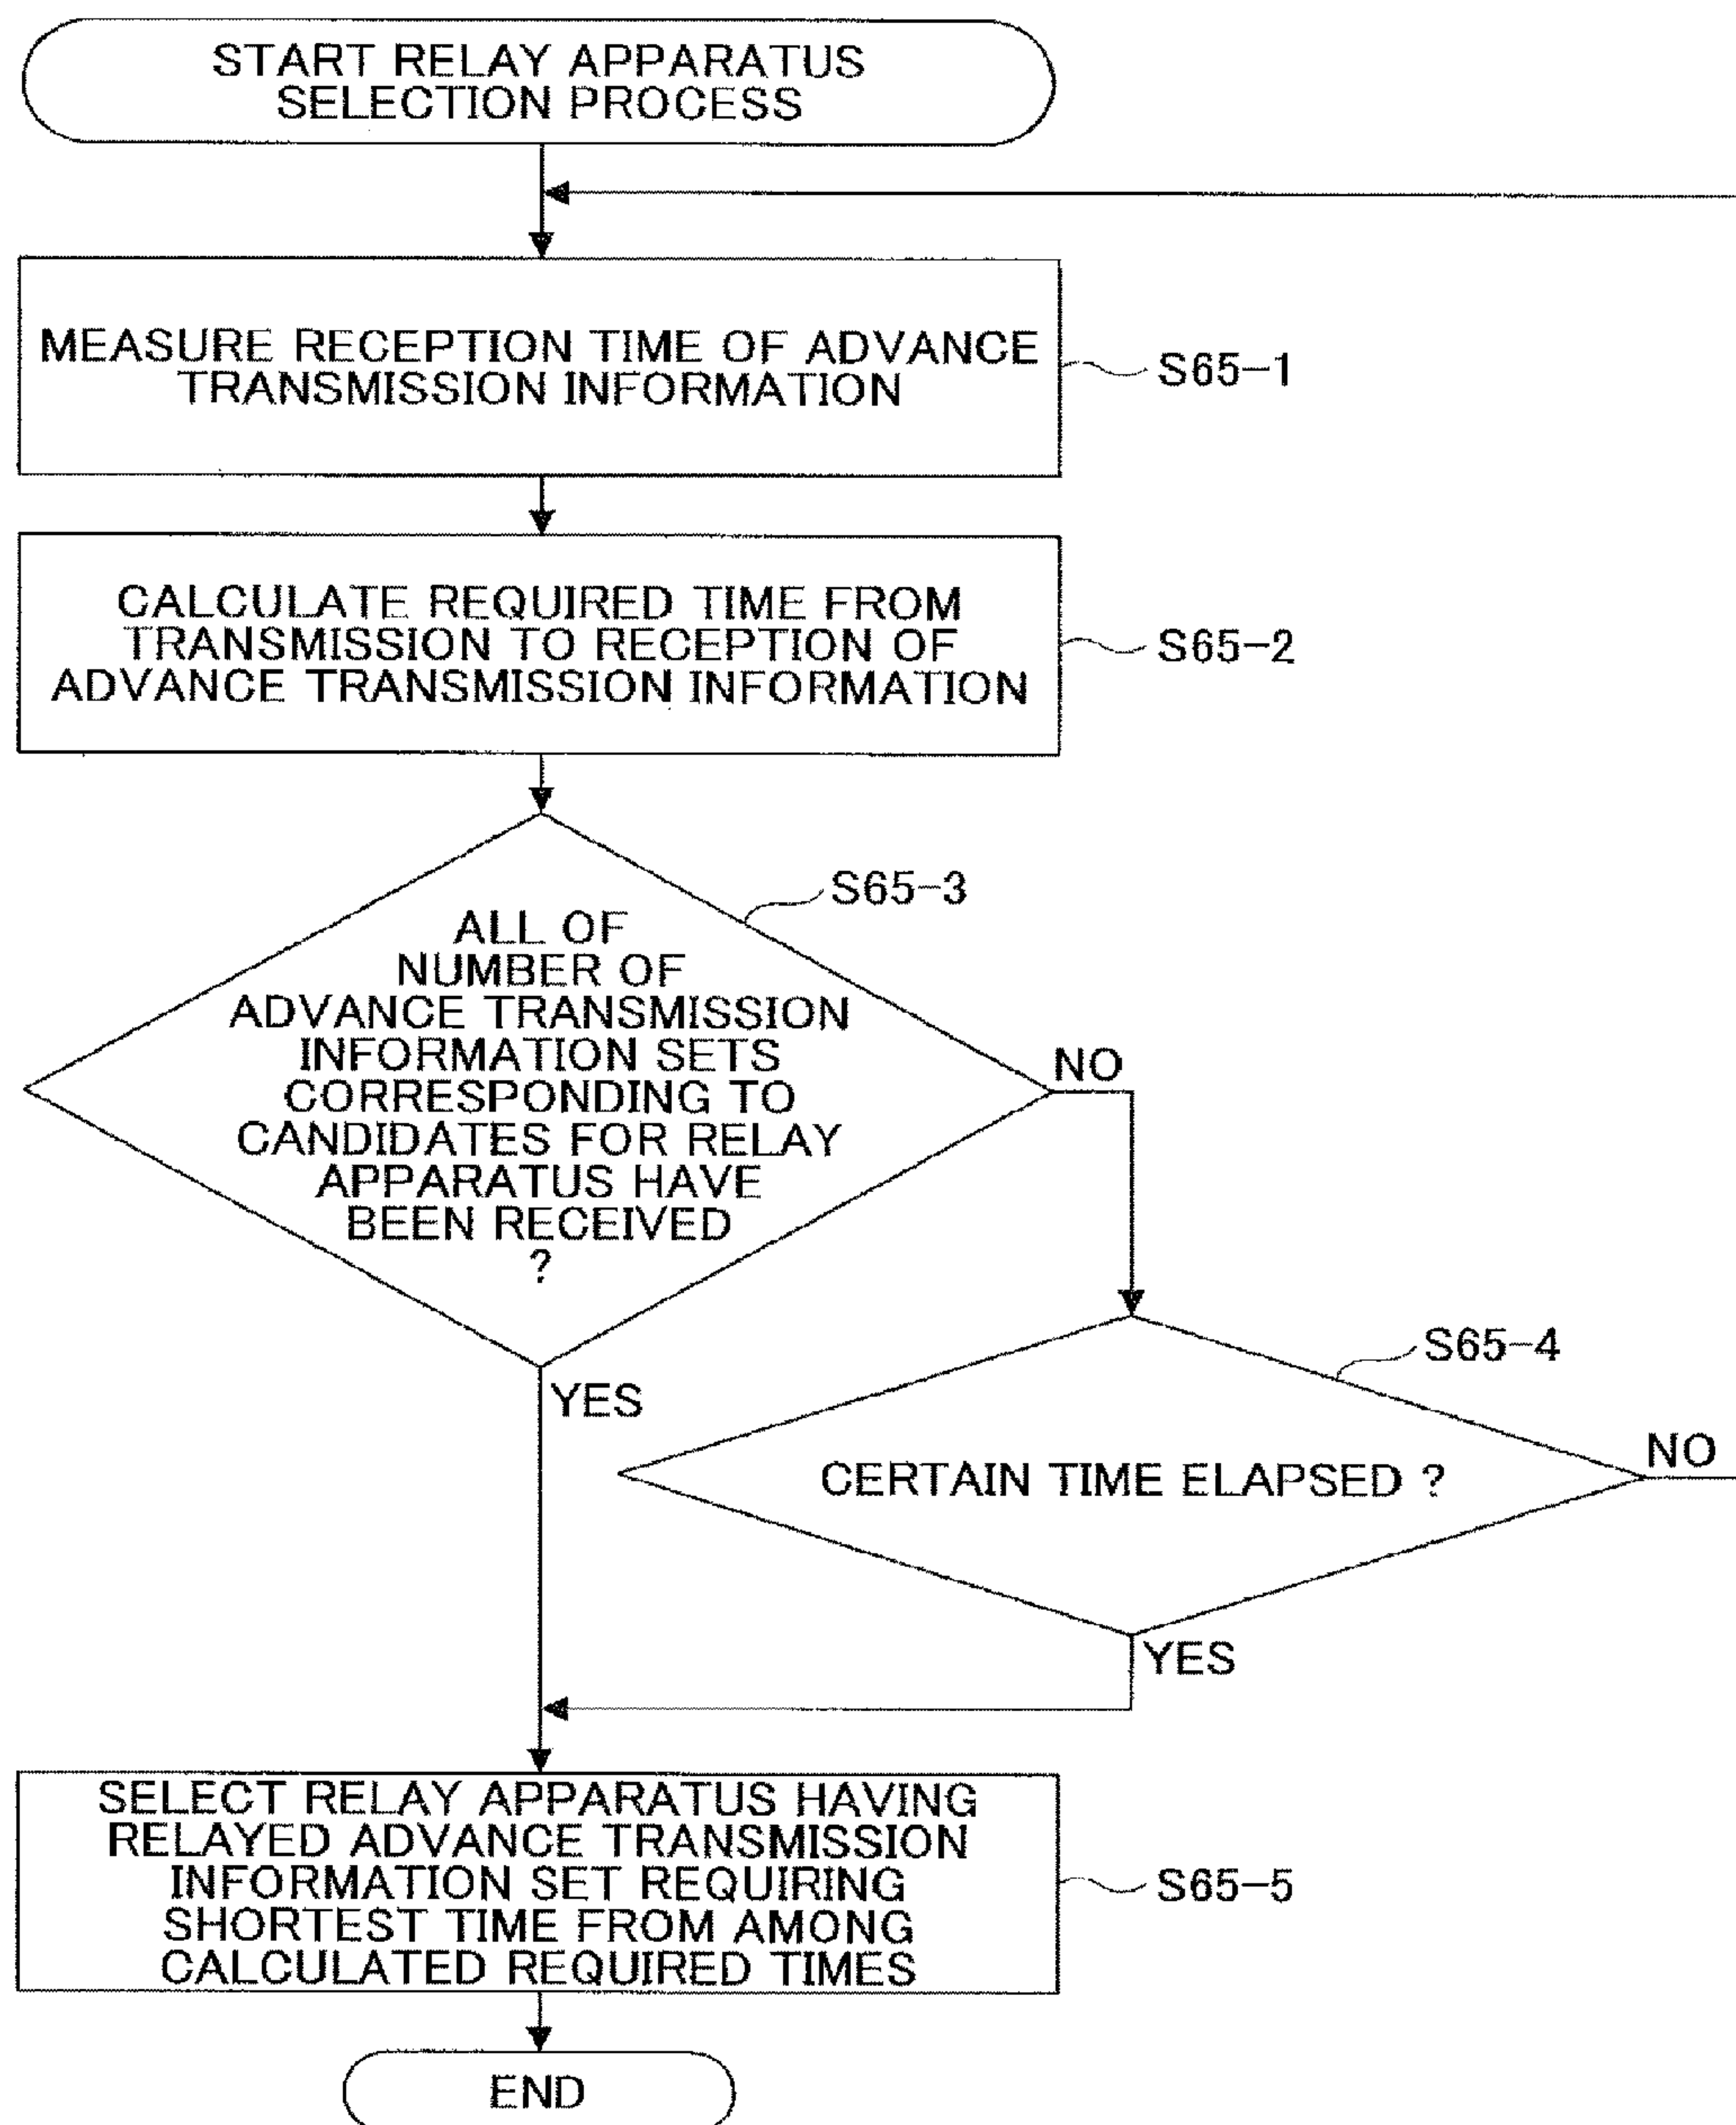 START RELAY APPARATUS
SELECTION PROCESS
MEASURE RECEPTION TIME OF ADVANCE
TRANSMISSION INFORMATION
S65-1
CALCULATE REQUIRED TIME FROM
TRANSMISSION TO RECEPTION OF
ADVANCE TRANSMISSION INFORMATION
S65-2
S65-3
ALL OF
NUMBER OF
ADVANCE TRANSMISSION
INFORMATION SETS
CORRESPONDING TO
CANDIDATES FOR RELAY
APPARATUS HAVE
BEEN RECEIVED
?
NO
YES
S65-4
CERTAIN TIME ELAPSED ?
NO
YES
SELECT RELAY APPARATUS HAVING
RELAYED ADVANCE TRANSMISSION
INFORMATION SET REQUIRING
SHORTEST TIME FROM AMONG
CALCULATED REQUIRED TIMES
S65-5
END